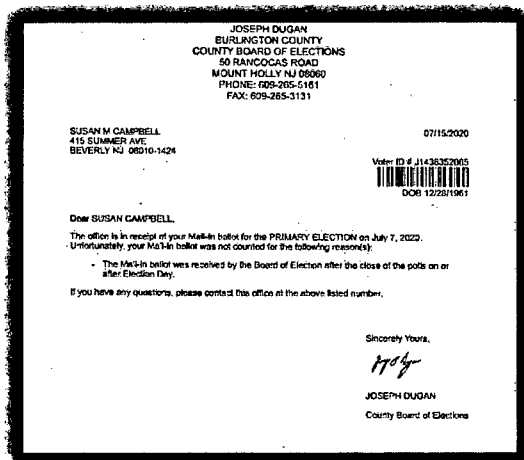 JOSEPH DUGAN
BURLINGTON COUNTY
COUNTY BOARD OF ELECTIONS
50 RANCOCAS ROAD
MOUNT HOLLY NJ 08060
PHONE: 609-265-5161
FAX: 609-265-3131
SUSAN M CAMPBELL
415 SUMMER AVE
BEVERLY NJ 08010-1424
07/15/2020
Voter ID # J1438352065
DOB 12/28/1961
Dear SUSAN CAMPBELL,
The office is in receipt of your Mail-in ballot for the PRIMARY ELECTION on July 7, 2020.
Unfortunately, your Mail-in ballot was not counted for the following reason(s):
• The Mail-in ballot was received by the Board of Election after the close of the polls on or
after Election Day.
If you have any questions, please contact this office at the above listed number.
Sincerely Yours,
JOSEPH DUGAN
County Board of Elections